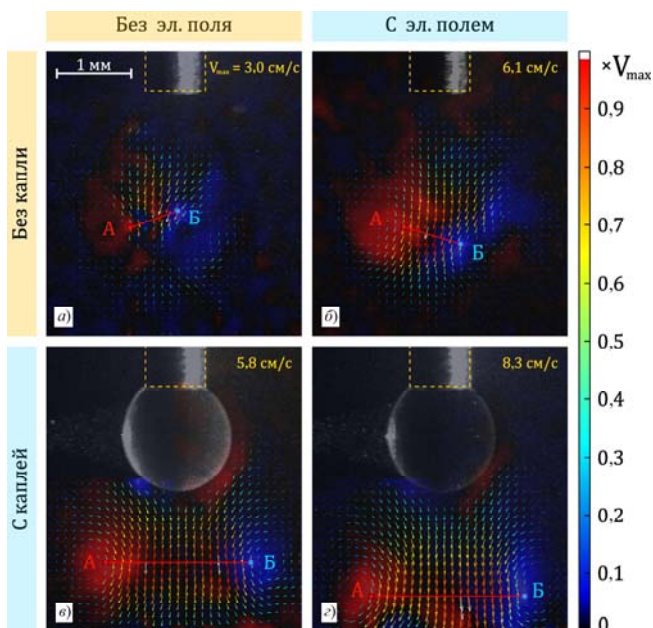 Без эл. поля
С эл. полем
Без капли
С каплей
1 мм
Vmax = 3,0 см/с
А
Б
а)
6,1 см/с
А
Б
б)
5,8 см/с
А
Б
в)
8,3 см/с
А
Б
г)
×Vmax
0.9
0.8
0.7
0.6
0.5
0.4
0.3
0.2
0.1
0